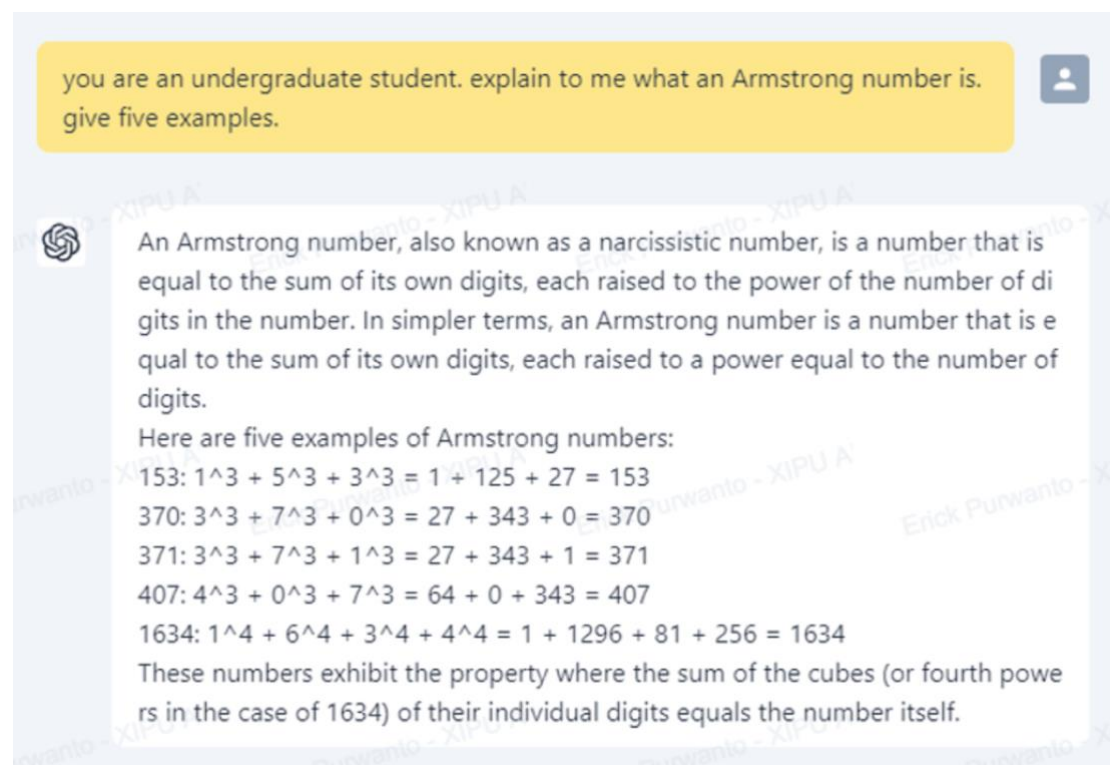 you are an undergraduate student. explain to me what an Armstrong number is.
give five examples.
An Armstrong number, also known as a narcissistic number, is a number that is
equal to the sum of its own digits, each raised to the power of the number of di
gits in the number. In simpler terms, an Armstrong number is a number that is e
qual to the sum of its own digits, each raised to a power equal to the number of
digits.
Here are five examples of Armstrong numbers:
153: 1^3 + 5^3 + 3^3 = 1 + 125 + 27 = 153
370: 3^3 + 7^3 + 0^3 = 27 + 343 + 0 = 370
371: 3^3 + 7^3 + 1^3 = 27 + 343 + 1 = 371
407: 4^3 + 0^3 + 7^3 = 64 + 0 + 343 = 407
1634: 1^4 + 6^4 + 3^4 + 4^4 = 1 + 1296 + 81 + 256 = 1634
These numbers exhibit the property where the sum of the cubes (or fourth powe
rs in the case of 1634) of their individual digits equals the number itself.
Erick Purwanto - XIPU A